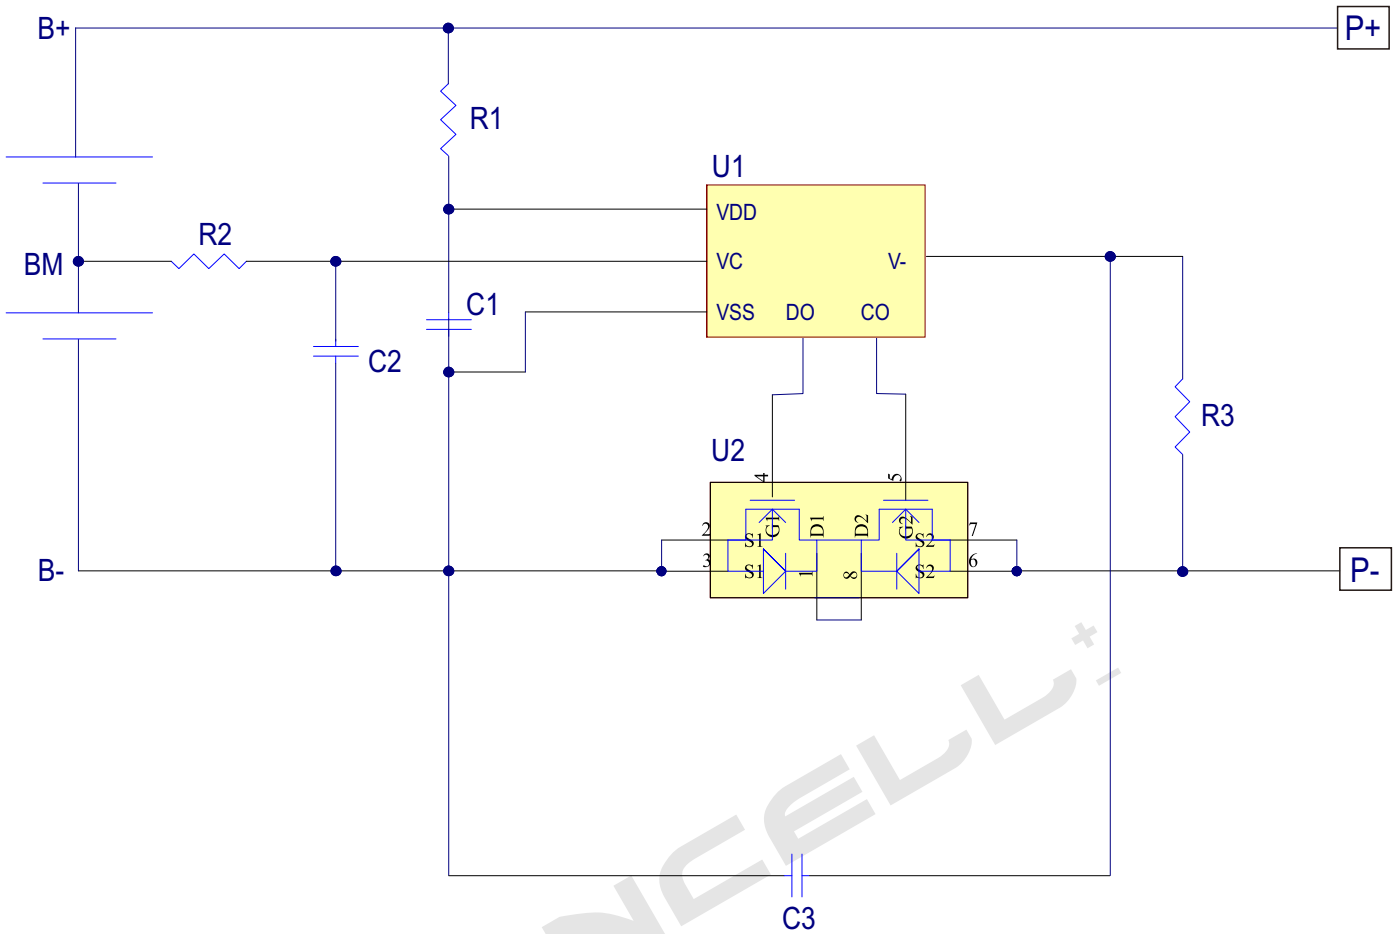 B+
P+
R1
U1
VDD
R2
BM
VC
V-
C1
VSS
DO
CO
C2
R3
U2
4
5
G1
D1
D2
G2
2
S1
S2
7
3
S1
1
8
S2
6
B-
P-
NCELL+-
C3